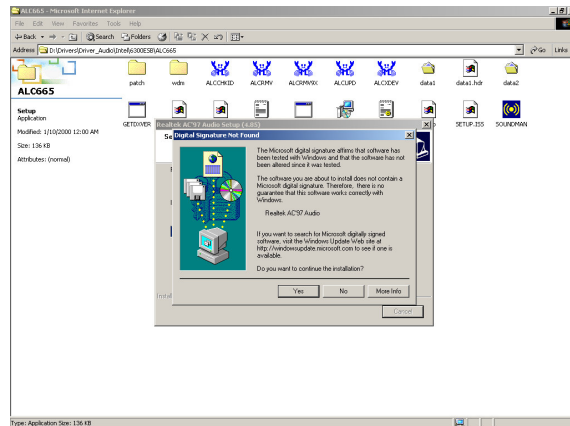 ALC665 - Microsoft Internet Explorer
File Edit View Favorites Tools Help
Back Search Folders
Address D:\Drivers\Driver_Audio\Intel\6300ESB\ALC665 Go Links
patch wdm ALCCHKID ALCRMV ALCRMV9X ALCUPD ALCXDEV data1 data1.hdr data2
ALC665
Setup
Application
Modified: 1/10/2000 12:00 AM
Size: 136 KB
Attributes: (normal)
GETDXVER SETUP.ISS SOUNDMAN
Realtek AC'97 Audio Setup (4.85)
Se
Digital Signature Not Found
The Microsoft digital signature affirms that software has
been tested with Windows and that the software has not
been altered since it was tested.
The software you are about to install does not contain a
Microsoft digital signature. Therefore, there is no
guarantee that this software works correctly with
Windows.
Realtek AC'97 Audio
If you want to search for Microsoft digitally signed
software, visit the Windows Update Web site at
http://windowsupdate.microsoft.com to see if one is
available.
Do you want to continue the installation?
Yes No More Info
Install
Cancel
Type: Application Size: 136 KB